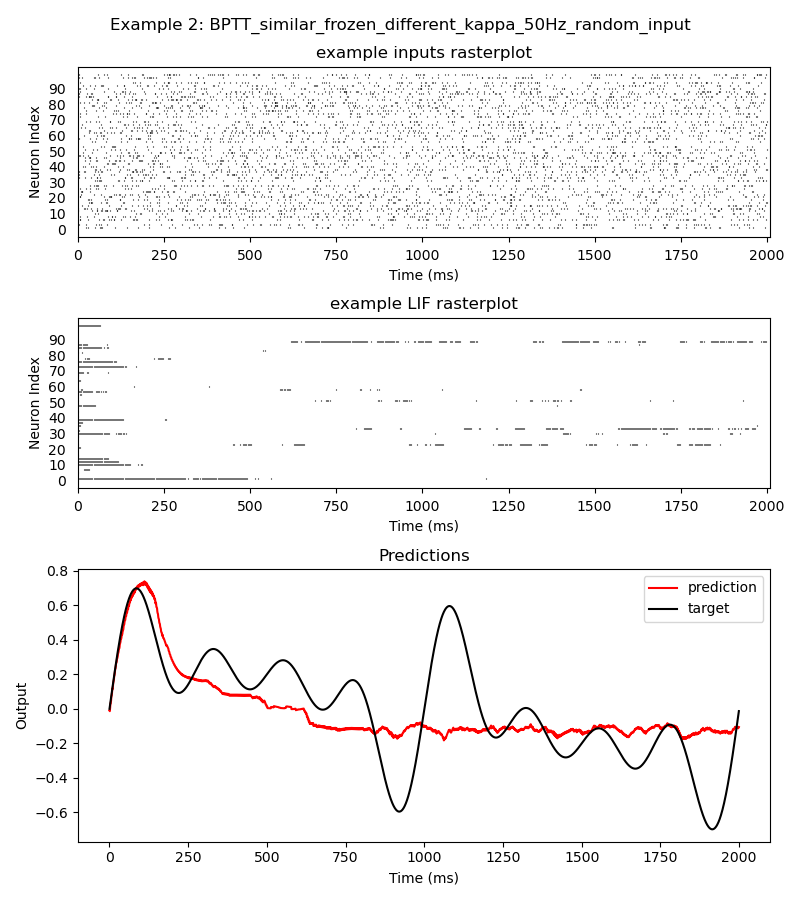 Example 2: BPTT_similar_frozen_different_kappa_50Hz_random_input
example inputs rasterplot
Neuron Index
90
80
70
60
50
40
30
20
10
0
0 250 500 750 1000 1250 1500 1750 2000
Time (ms)
example LIF rasterplot
Neuron Index
90
80
70
60
50
40
30
20
10
0
0 250 500 750 1000 1250 1500 1750 2000
Time (ms)
Predictions
Output
0.8
0.6
0.4
0.2
0.0
−0.2
−0.4
−0.6
prediction
target
0 250 500 750 1000 1250 1500 1750 2000
Time (ms)